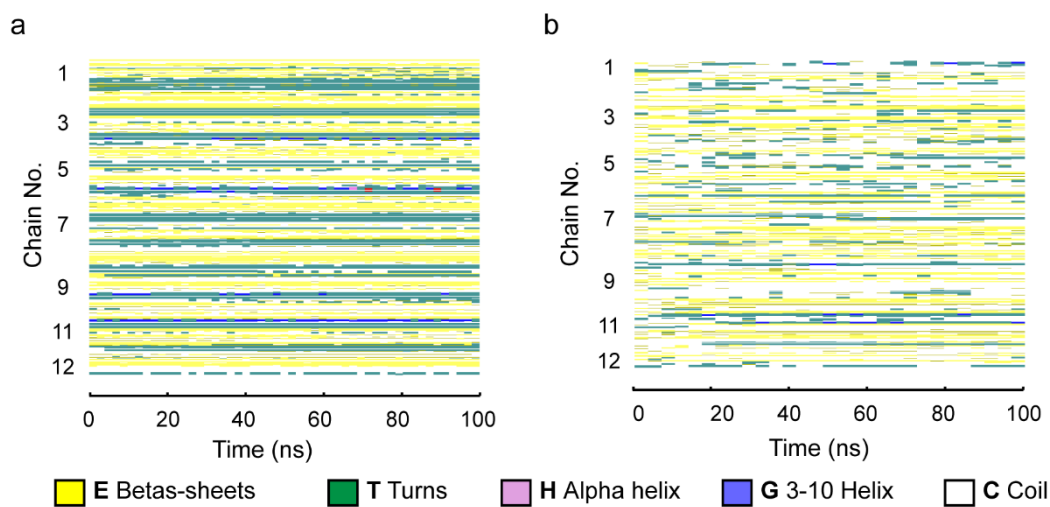 a
b
1
3
5
7
9
11
12
Chain No.
0 20 40 60 80 100
Time (ns)
1
3
5
7
9
11
12
Chain No.
0 20 40 60 80 100
Time (ns)
E Betas-sheets T Turns H Alpha helix G 3-10 Helix C Coil